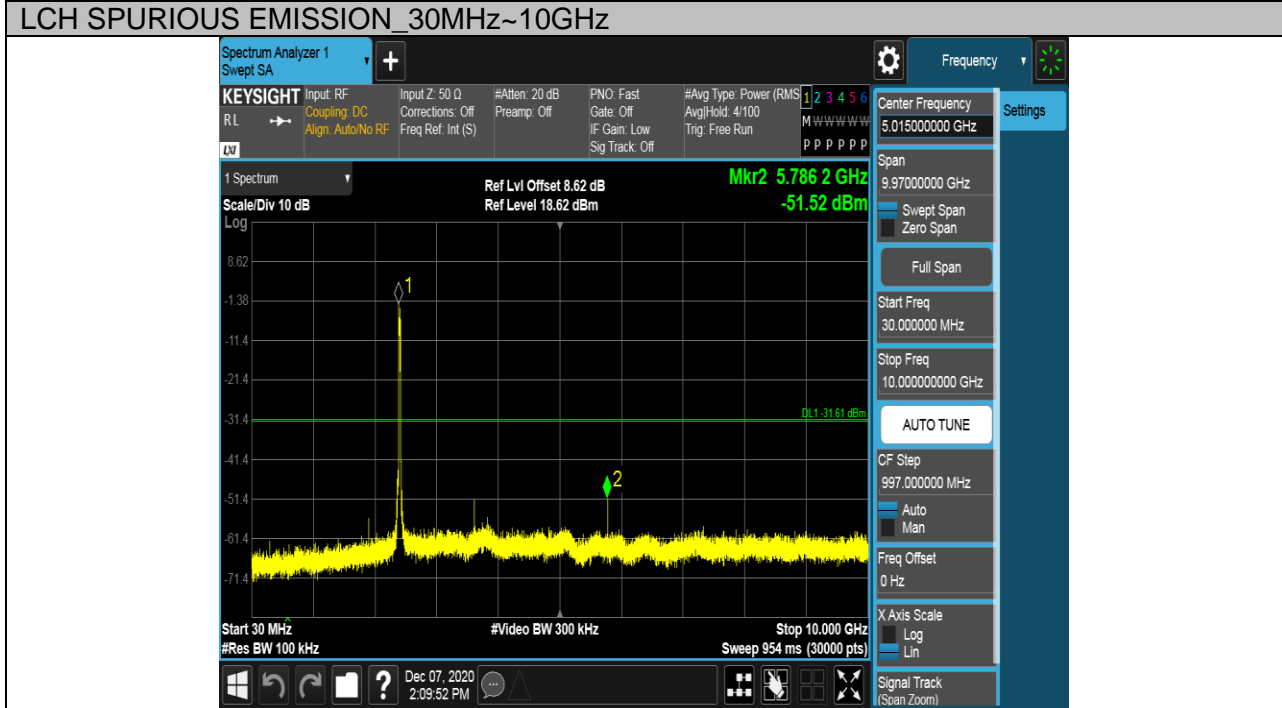 LCH SPURIOUS EMISSION_30MHz~10GHz
Spectrum Analyzer 1
Swept SA
+
Frequency
KEYSIGHT
RL
LXI
Input: RF
Coupling: DC
Align: Auto/No RF
Input Z: 50 Ω
Corrections: Off
Freq Ref: Int (S)
#Atten: 20 dB
Preamp: Off
PNO: Fast
Gate: Off
IF Gain: Low
Sig Track: Off
#Avg Type: Power (RMS
Avg|Hold: 4/100
Trig: Free Run
1 2 3 4 5 6
M W W W W W
P P P P P P
1 Spectrum
Scale/Div 10 dB
Log
Ref Lvl Offset 8.62 dB
Ref Level 18.62 dBm
Mkr2 5.786 2 GHz
-51.52 dBm
8.62
-1.38
-11.4
-21.4
-31.4
-41.4
-51.4
-61.4
-71.4
1
2
DL1 -31.61 dBm
Start 30 MHz
#Res BW 100 kHz
#Video BW 300 kHz
Stop 10.000 GHz
Sweep 954 ms (30000 pts)
Center Frequency
5.015000000 GHz
Settings
Span
9.97000000 GHz
Swept Span
Zero Span
Full Span
Start Freq
30.000000 MHz
Stop Freq
10.000000000 GHz
AUTO TUNE
CF Step
997.000000 MHz
Auto
Man
Freq Offset
0 Hz
X Axis Scale
Log
Lin
Signal Track
(Span Zoom)
?
Dec 07, 2020
2:09:52 PM